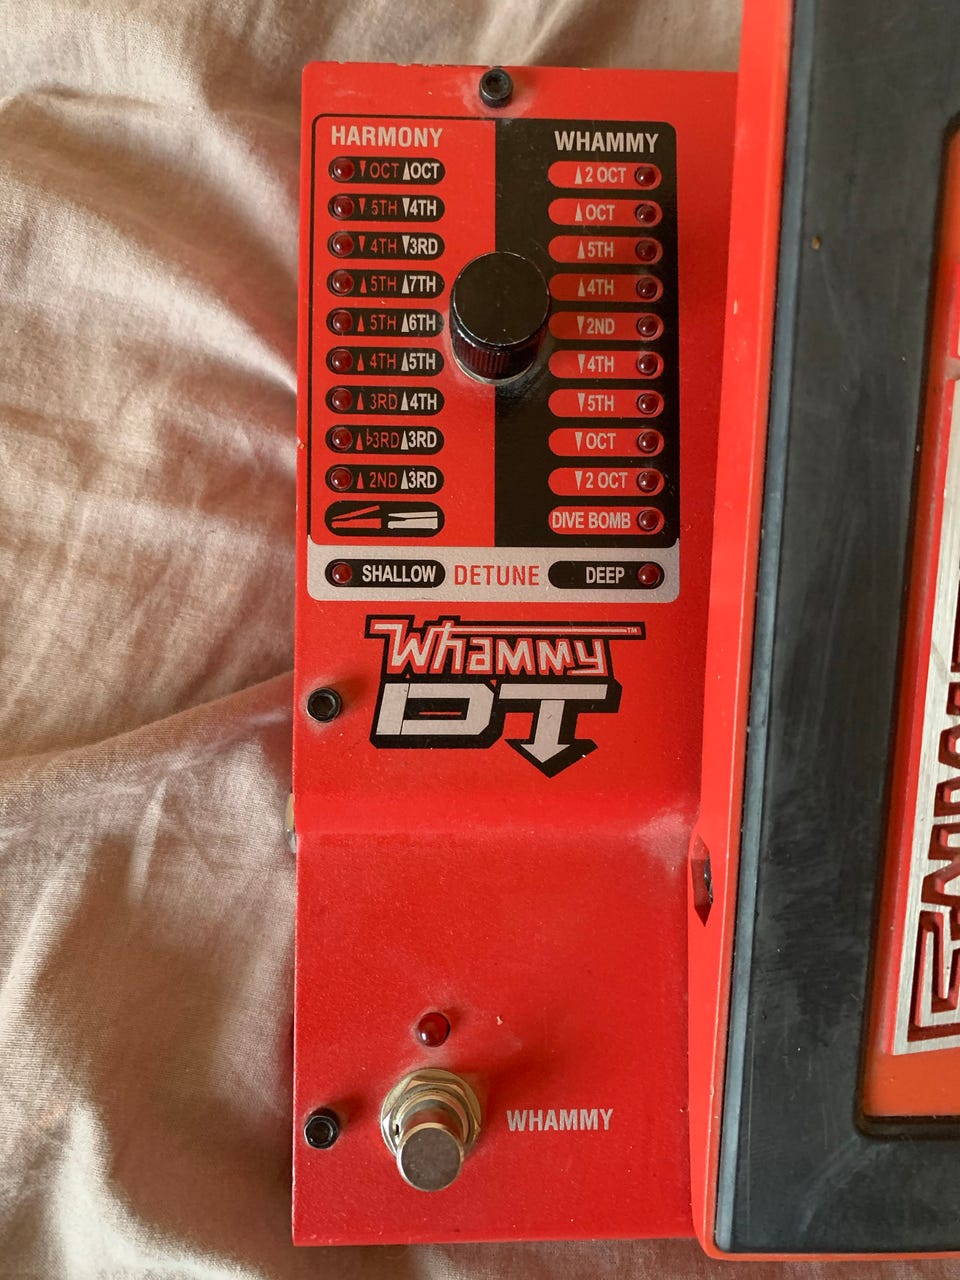 HARMONY
▼OCT ▲OCT
▼5TH ▼4TH
▼4TH ▼3RD
▲5TH ▲7TH
▲5TH ▲6TH
▲4TH ▲5TH
▲3RD ▲4TH
▲♭3RD ▲3RD
▲2ND ▲3RD
WHAMMY
▲2 OCT
▲OCT
▲5TH
▲4TH
▼2ND
▼4TH
▼5TH
▼OCT
▼2 OCT
DIVE BOMB
SHALLOW DETUNE DEEP
Whammy™
DT
WHAMMY